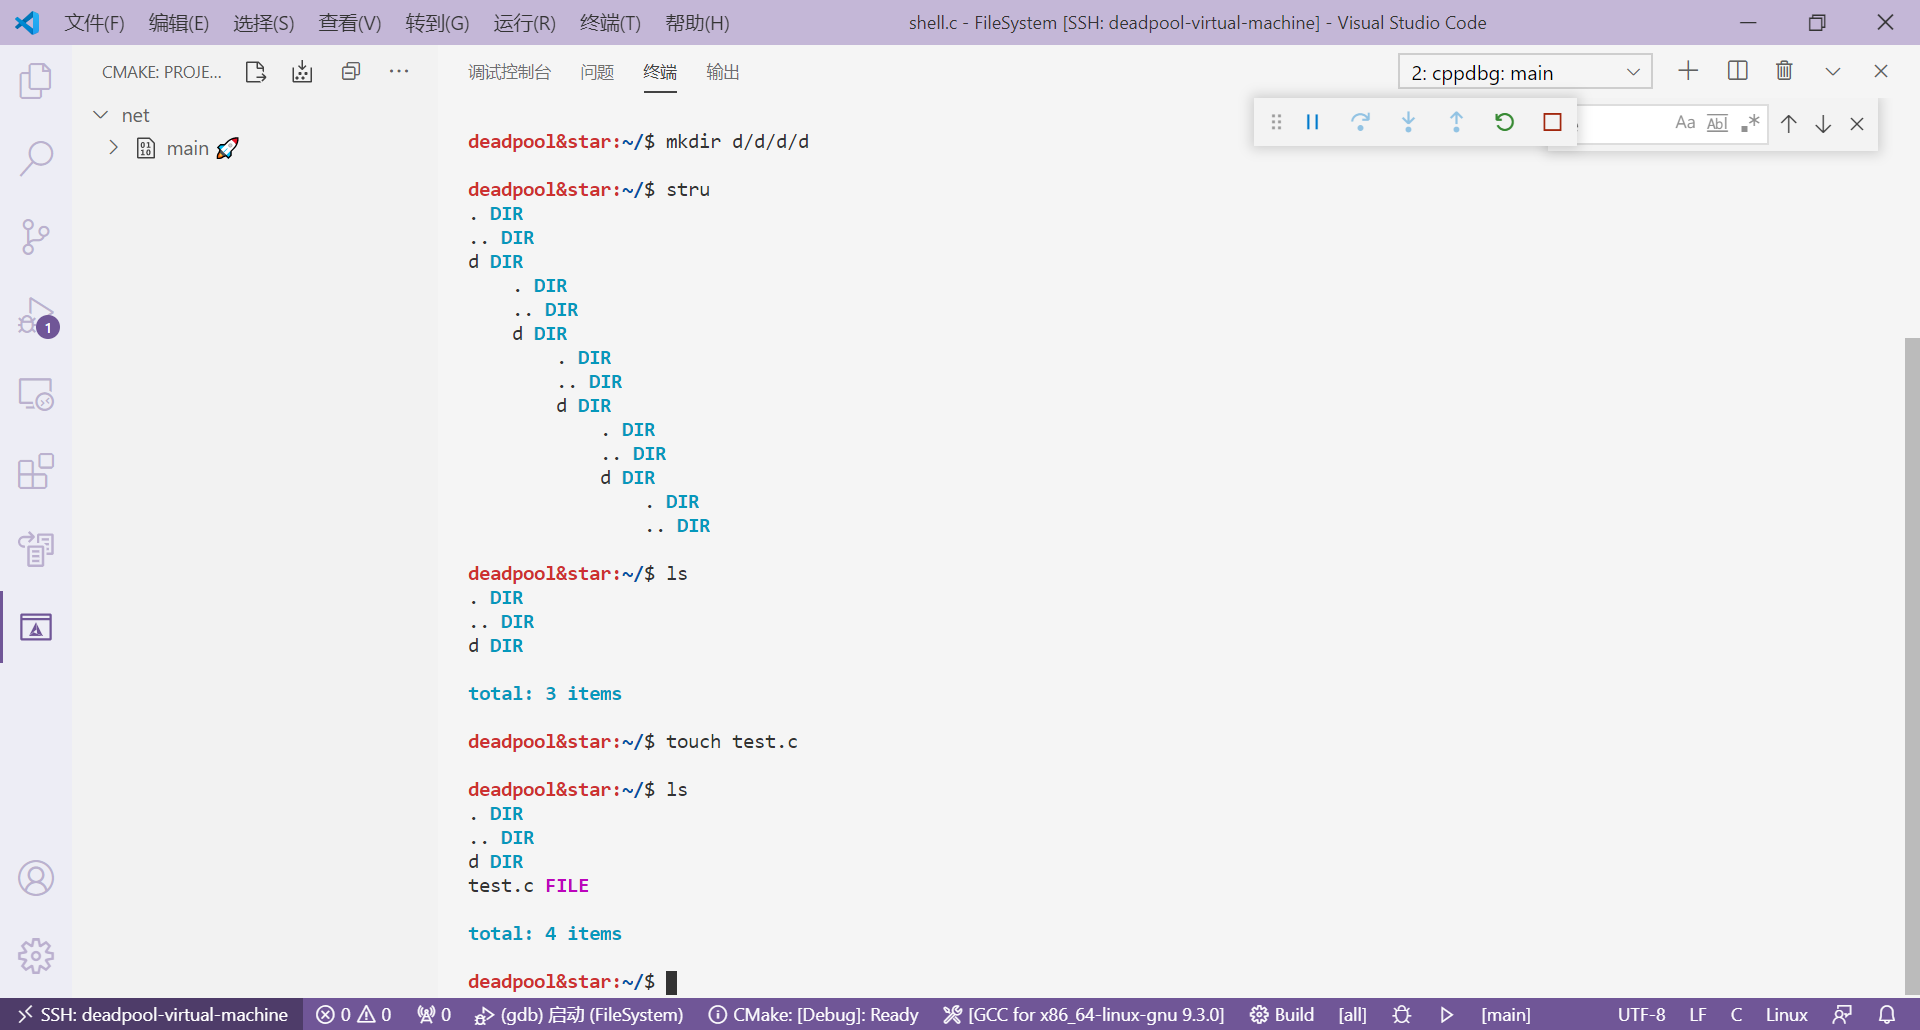 文件(F) 编辑(E) 选择(S) 查看(V) 转到(G) 运行(R) 终端(T) 帮助(H) shell.c - FileSystem [SSH: deadpool-virtual-machine] - Visual Studio Code
CMAKE: PROJE...
net
main
1
调试控制台 问题 终端 输出
2: cppdbg: main
Aa Abl .*
deadpool&star:~/$ mkdir d/d/d/d
deadpool&star:~/$ stru
. DIR
.. DIR
d DIR
. DIR
.. DIR
d DIR
. DIR
.. DIR
d DIR
. DIR
.. DIR
d DIR
. DIR
.. DIR
deadpool&star:~/$ ls
. DIR
.. DIR
d DIR
total: 3 items
deadpool&star:~/$ touch test.c
deadpool&star:~/$ ls
. DIR
.. DIR
d DIR
test.c FILE
total: 4 items
deadpool&star:~/$
SSH: deadpool-virtual-machine 0 0 0 (gdb) 启动 (FileSystem) CMake: [Debug]: Ready [GCC for x86_64-linux-gnu 9.3.0] Build [all] [main] UTF-8 LF C Linux